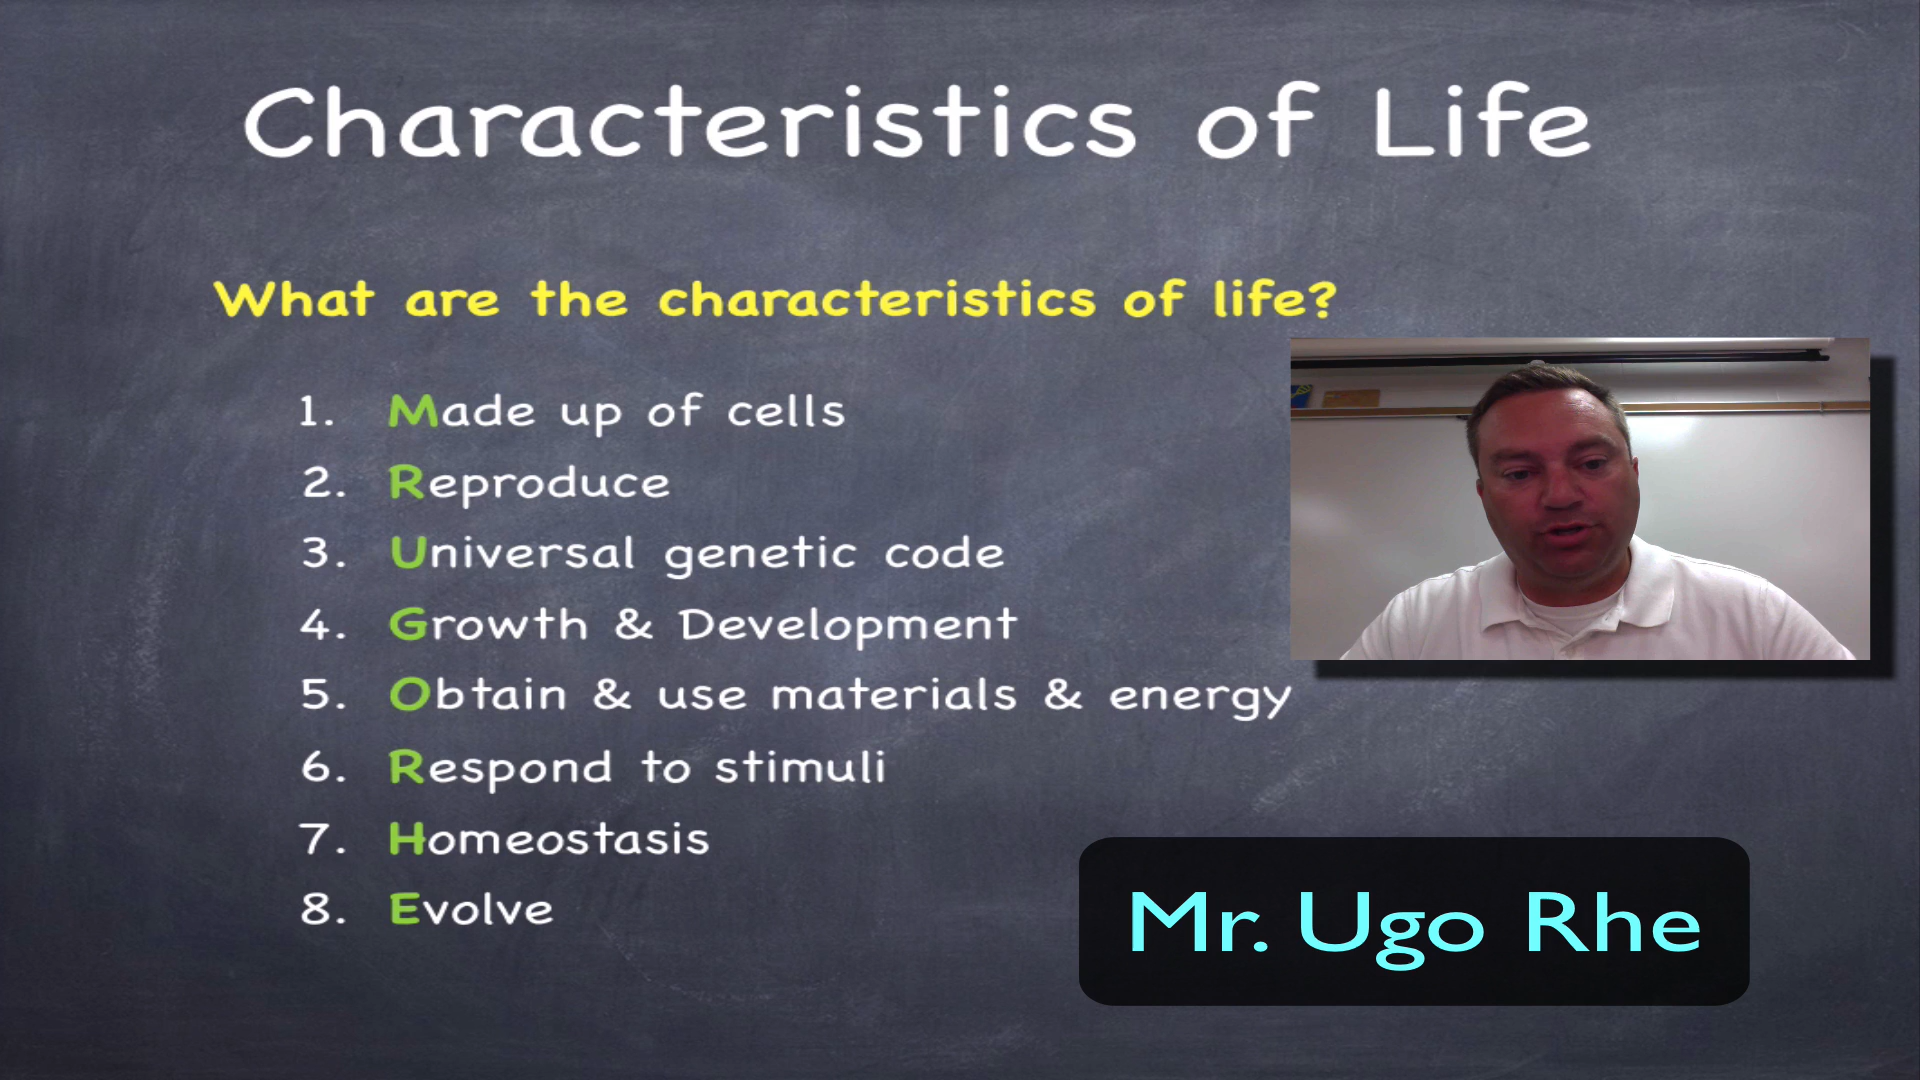 Characteristics of Life
What are the characteristics of life?
1. Made up of cells
2. Reproduce
3. Universal genetic code
4. Growth & Development
5. Obtain & use materials & energy
6. Respond to stimuli
7. Homeostasis
8. Evolve
Mr. Ugo Rhe